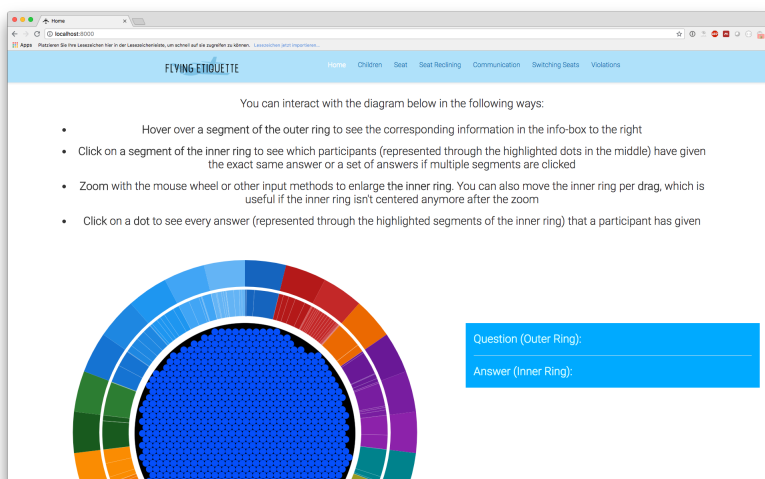 Home
localhost:8000
Apps Platzieren Sie Ihre Lesezeichen hier in der Lesezeichenleiste, um schnell auf sie zugreifen zu können. Lesezeichen jetzt importieren...
FLYING ETIQUETTE Home Children Seat Seat Reclining Communication Switching Seats Violations
You can interact with the diagram below in the following ways:
• Hover over a segment of the outer ring to see the corresponding information in the info-box to the right
• Click on a segment of the inner ring to see which participants (represented through the highlighted dots in the middle) have given
the exact same answer or a set of answers if multiple segments are clicked
• Zoom with the mouse wheel or other input methods to enlarge the inner ring. You can also move the inner ring per drag, which is
useful if the inner ring isn't centered anymore after the zoom
• Click on a dot to see every answer (represented through the highlighted segments of the inner ring) that a participant has given
Question (Outer Ring):
Answer (Inner Ring):